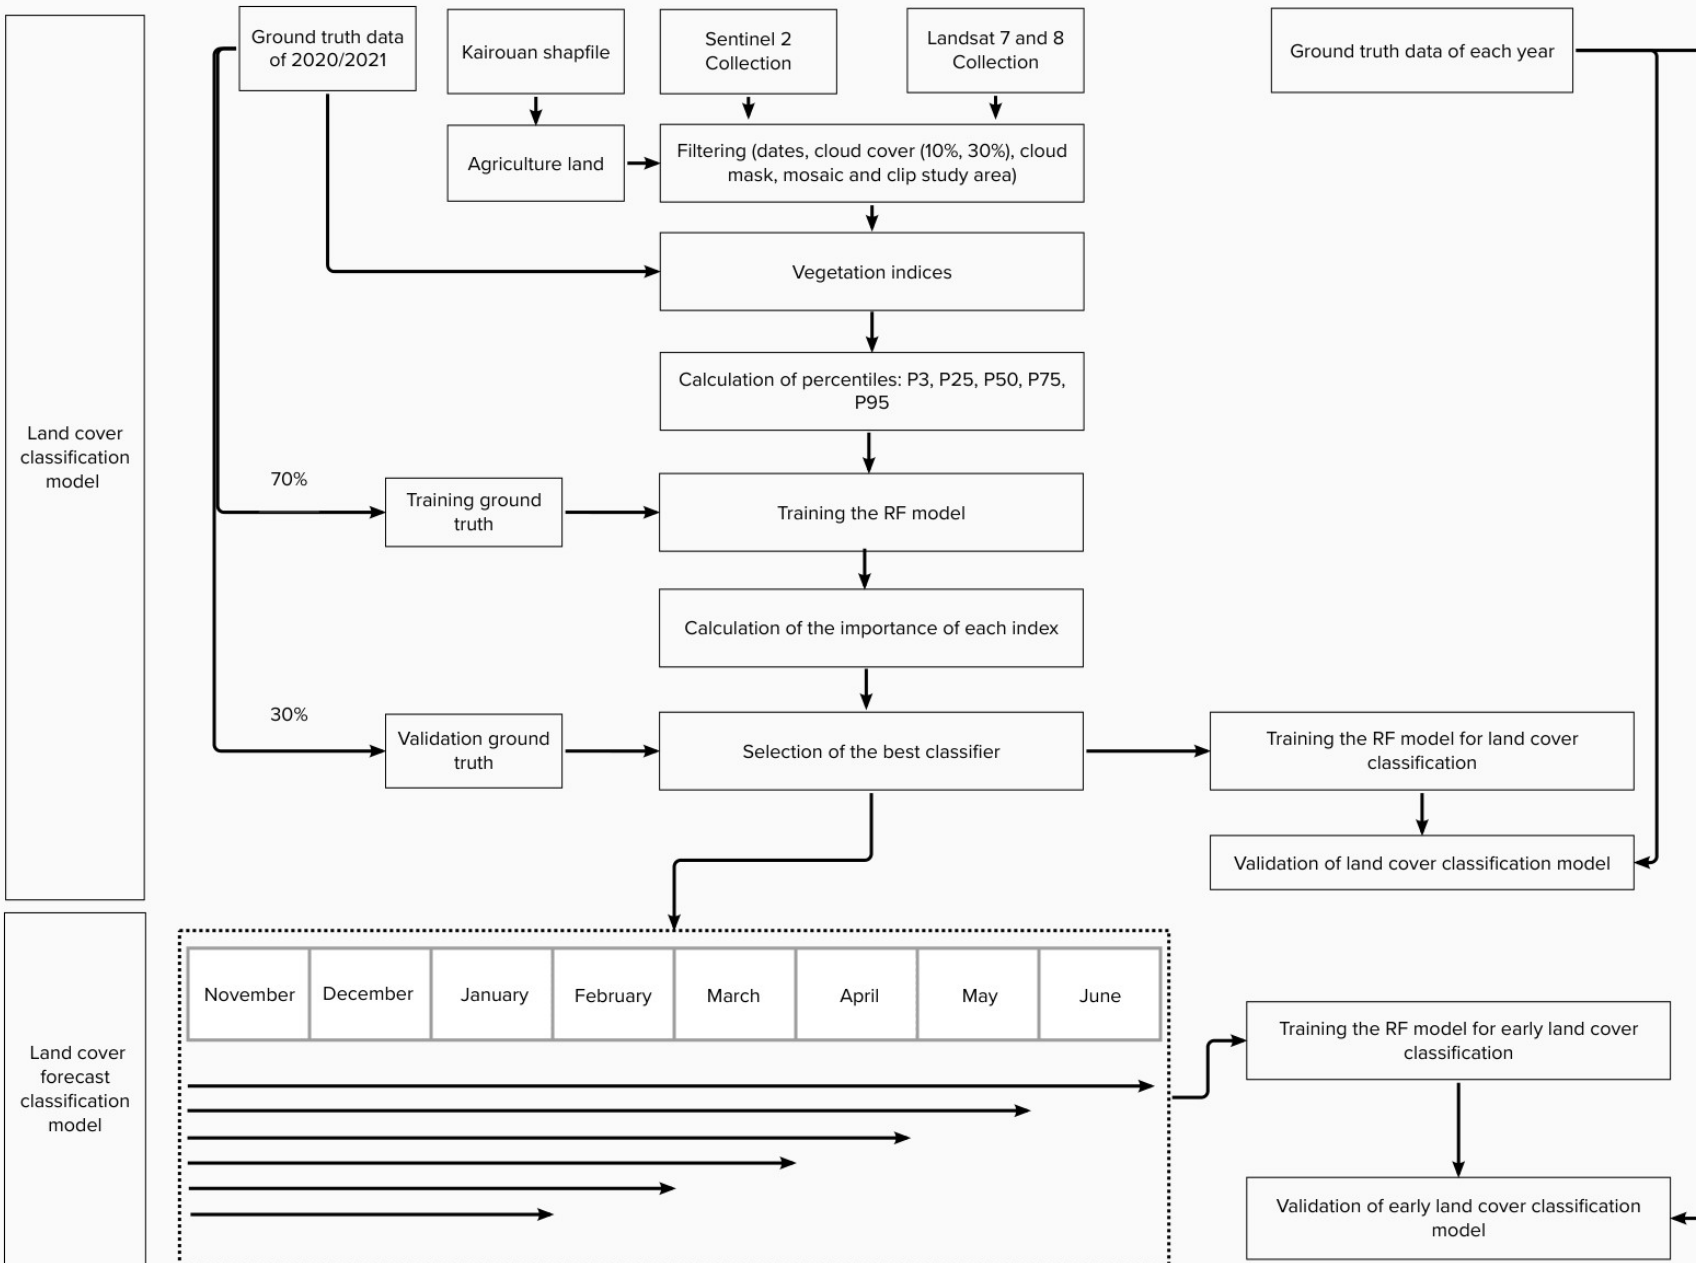 Ground truth data
of 2020/2021
Kairouan shapfile
Sentinel 2
Collection
Landsat 7 and 8
Collection
Ground truth data of each year
Agriculture land
Filtering (dates, cloud cover (10%, 30%), cloud
mask, mosaic and clip study area)
Vegetation indices
Calculation of percentiles: P3, P25, P50, P75,
P95
Land cover
classification
model
70%
Training ground
truth
Training the RF model
Calculation of the importance of each index
30%
Validation ground
truth
Selection of the best classifier
Training the RF model for land cover
classification
Validation of land cover classification model
November
December
January
February
March
April
May
June
Land cover
forecast
classification
model
Training the RF model for early land cover
classification
Validation of early land cover classification
model